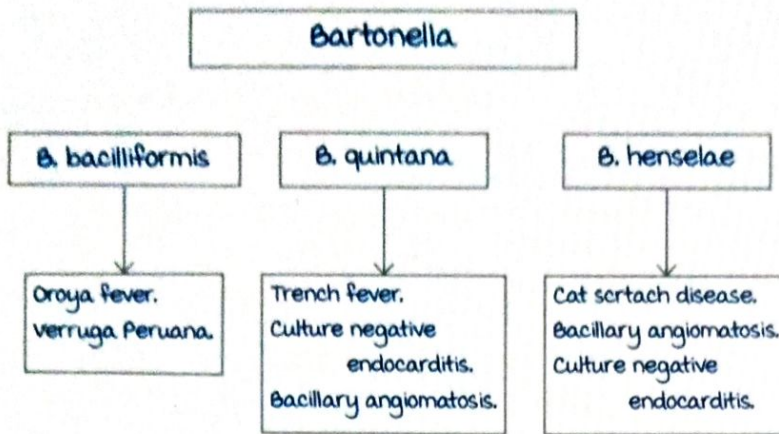 Bartonella
B. bacilliformis
B. quintana
B. henselae
Oroya fever.
Verruga Peruana.
Trench fever.
Culture negative
endocarditis.
Bacillary angiomatosis.
Cat scrtach disease.
Bacillary angiomatosis.
Culture negative
endocarditis.